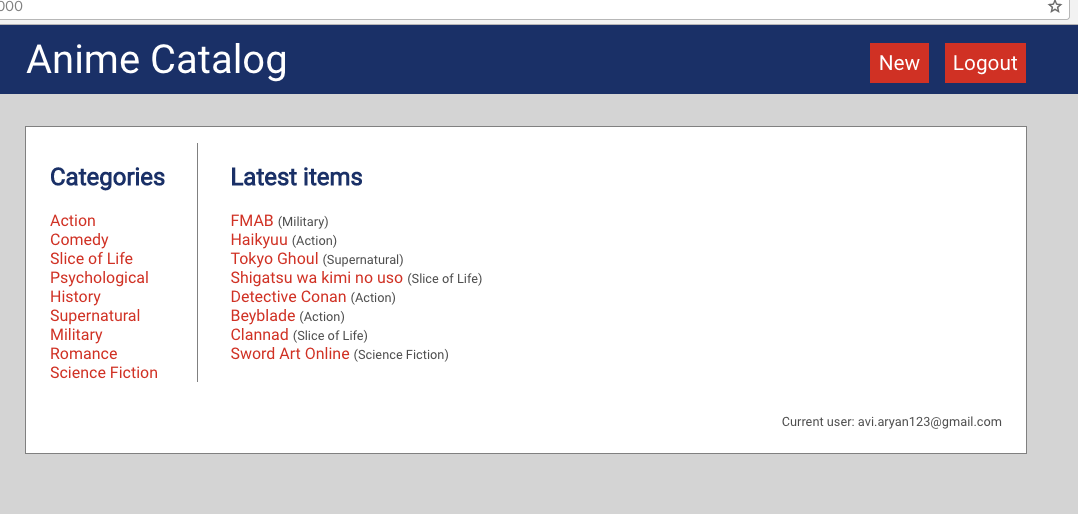 000
Anime Catalog
New
Logout
Categories
Action
Comedy
Slice of Life
Psychological
History
Supernatural
Military
Romance
Science Fiction
Latest items
FMAB (Military)
Haikyuu (Action)
Tokyo Ghoul (Supernatural)
Shigatsu wa kimi no uso (Slice of Life)
Detective Conan (Action)
Beyblade (Action)
Clannad (Slice of Life)
Sword Art Online (Science Fiction)
Current user: avi.aryan123@gmail.com